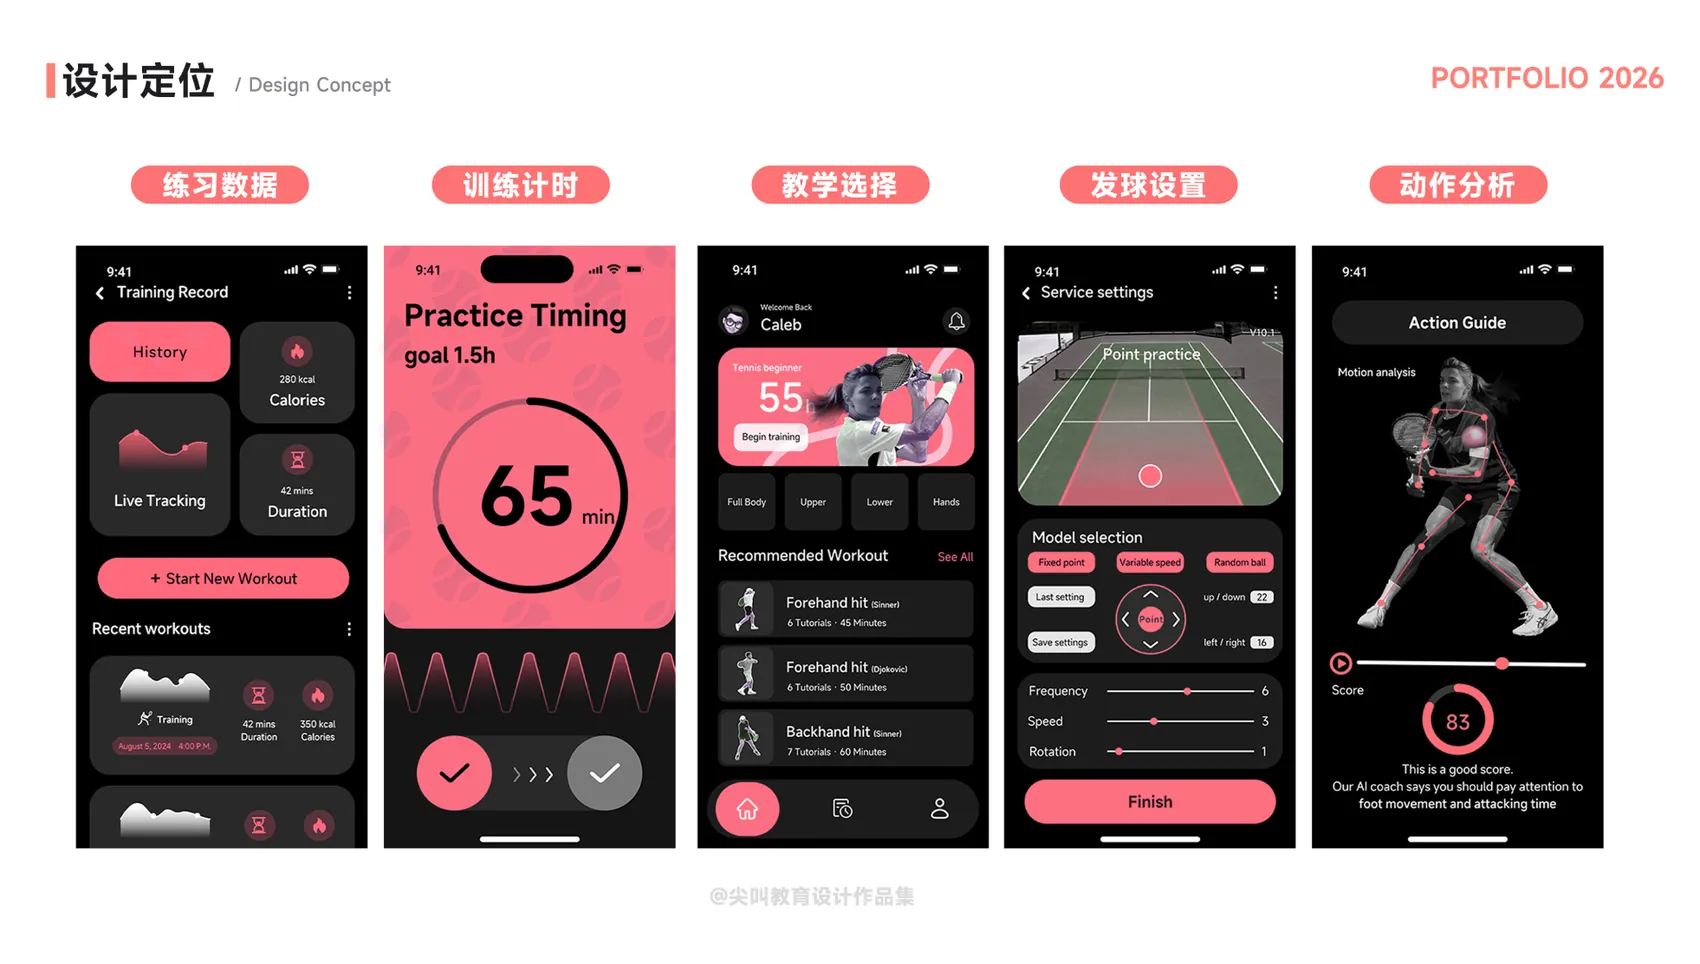 设计定位 / Design Concept
PORTFOLIO 2026
练习数据
训练计时
教学选择
发球设置
动作分析
9:41
Training Record
History
280 kcal
Calories
Live Tracking
42 mins
Duration
+ Start New Workout
Recent workouts
Training
August 5, 2024 4:00 P.M.
42 mins
Duration
350 kcal
Calories
9:41
Practice Timing
goal 1.5h
65 min
9:41
Welcome Back
Caleb
Tennis beginner
55h
Begin training
Full Body
Upper
Lower
Hands
Recommended Workout
See All
Forehand hit (Sinner)
6 Tutorials · 45 Minutes
Forehand hit (Djokovic)
6 Tutorials · 50 Minutes
Backhand hit (Sinner)
7 Tutorials · 60 Minutes
9:41
Service settings
V10.1
Point practice
Model selection
Fixed point
Variable speed
Random ball
Last setting
up / down 22
Point
Save settings
left / right 16
Frequency 6
Speed 3
Rotation 1
Finish
9:41
Action Guide
Motion analysis
Score
83
This is a good score.
Our AI coach says you should pay attention to
foot movement and attacking time
@尖叫教育设计作品集